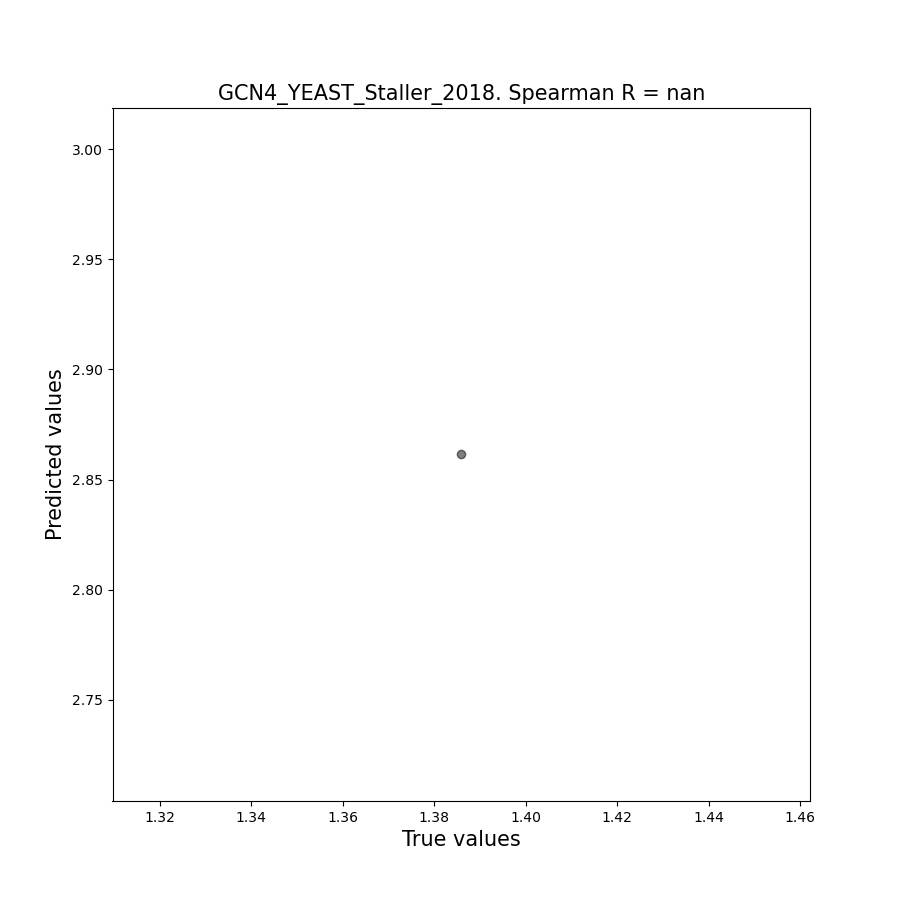 GCN4_YEAST_Staller_2018. Spearman R = nan
3.00
2.95
2.90
2.85
2.80
2.75
Predicted values
1.32 1.34 1.36 1.38 1.40 1.42 1.44 1.46
True values